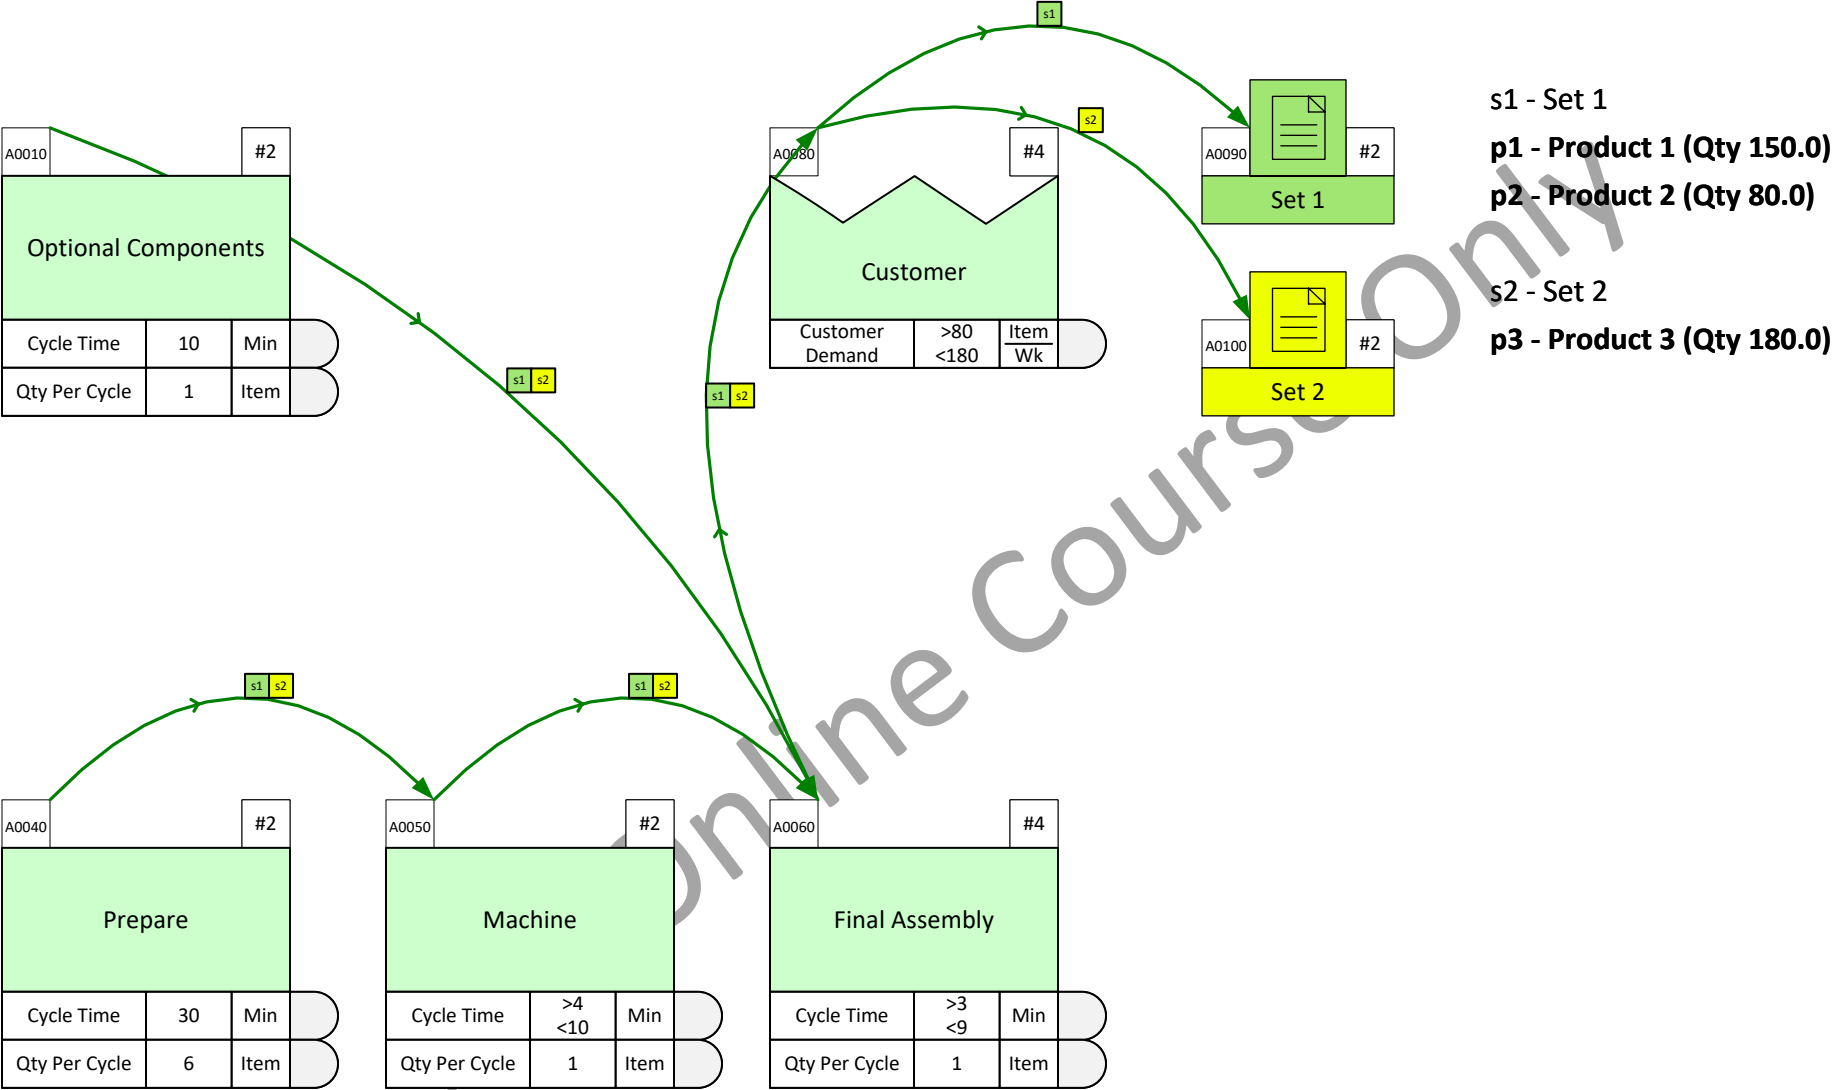 s1
s2
A0010
#2
Optional Components
Cycle Time 10 Min
Qty Per Cycle 1 Item
s1 s2
A0080
#4
Customer
Customer Demand >80 <180 Item Wk
s1 s2
A0090
#2
Set 1
A0100
#2
Set 2
s1 - Set 1
p1 - Product 1 (Qty 150.0)
p2 - Product 2 (Qty 80.0)
s2 - Set 2
p3 - Product 3 (Qty 180.0)
Online Course Only
s1 s2
s1 s2
A0040
#2
Prepare
Cycle Time 30 Min
Qty Per Cycle 6 Item
A0050
#2
Machine
Cycle Time >4 <10 Min
Qty Per Cycle 1 Item
A0060
#4
Final Assembly
Cycle Time >3 <9 Min
Qty Per Cycle 1 Item